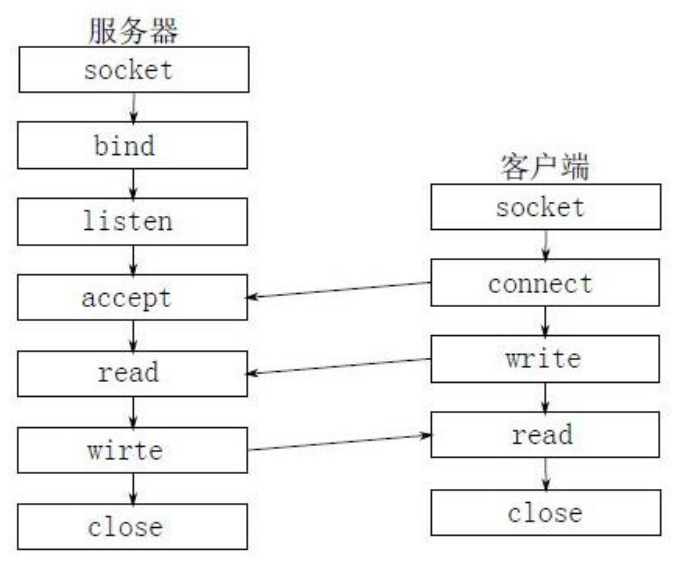 服务器
socket
bind
listen
accept
read
wirte
close
客户端
socket
connect
write
read
close